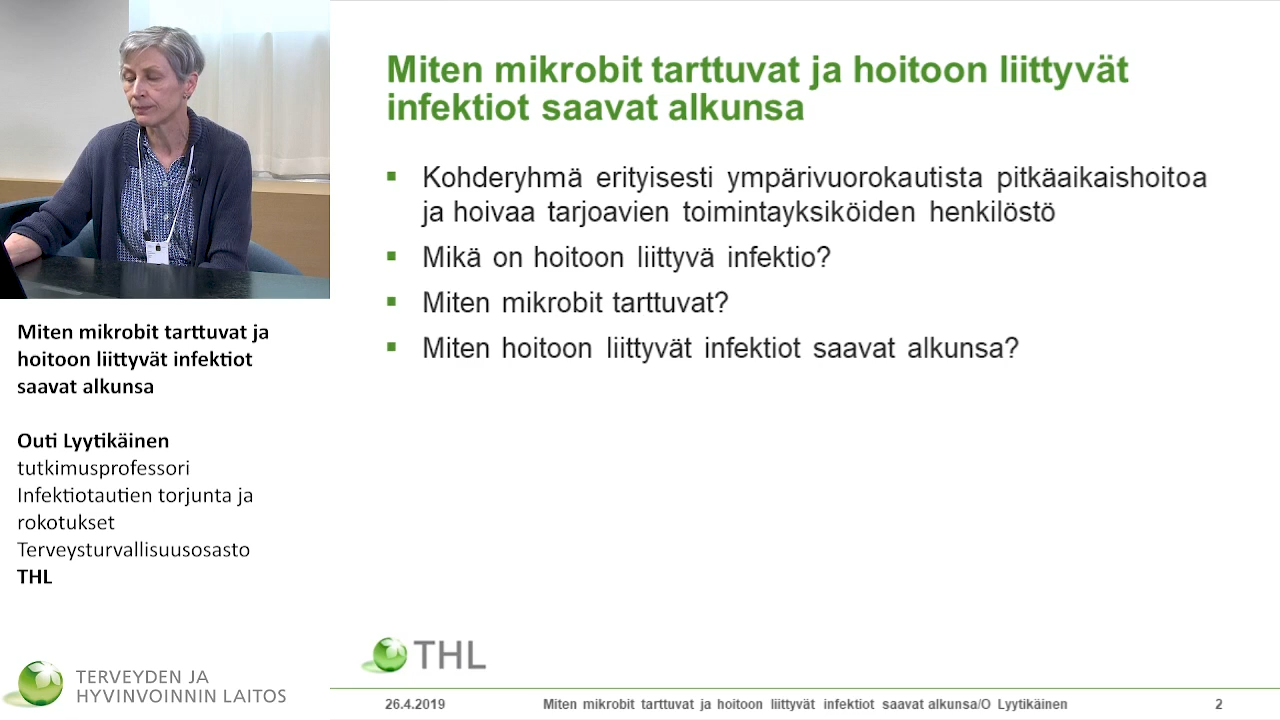 Miten mikrobit tarttuvat ja
hoitoon liittyvät infektiot
saavat alkunsa
Outi Lyytikäinen
tutkimusprofessori
Infektiotautien torjunta ja
rokotukset
Terveysturvallisuusosasto
THL
TERVEYDEN JA
HYVINVOINNIN LAITOS
Miten mikrobit tarttuvat ja hoitoon liittyvät
infektiot saavat alkunsa
▪ Kohderyhmä erityisesti ympärivuorokautista pitkäaikaishoitoa
ja hoivaa tarjoavien toimintayksiköiden henkilöstö
▪ Mikä on hoitoon liittyvä infektio?
▪ Miten mikrobit tarttuvat?
▪ Miten hoitoon liittyvät infektiot saavat alkunsa?
THL
26.4.2019 Miten mikrobit tarttuvat ja hoitoon liittyvät infektiot saavat alkunsa/O Lyytikäinen 2